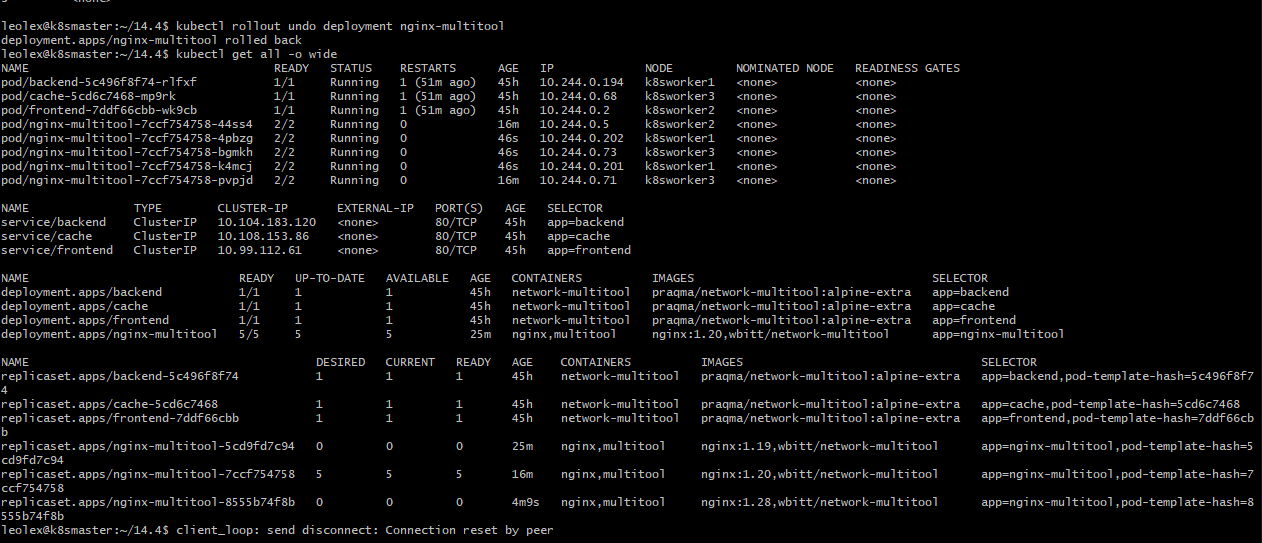 s      <none>
leolex@k8smaster:~/14.4$ kubectl rollout undo deployment nginx-multitool
deployment.apps/nginx-multitool rolled back
leolex@k8smaster:~/14.4$ kubectl get all -o wide
NAME READY STATUS RESTARTS AGE IP NODE NOMINATED NODE READINESS GATES
pod/backend-5c496f8f74-rlfxf 1/1 Running 1 (51m ago) 45h 10.244.0.194 k8sworker1 <none> <none>
pod/cache-5cd6c7468-mp9rk 1/1 Running 1 (51m ago) 45h 10.244.0.68 k8sworker3 <none> <none>
pod/frontend-7ddf66cbb-wk9cb 1/1 Running 1 (51m ago) 45h 10.244.0.2 k8sworker2 <none> <none>
pod/nginx-multitool-7ccf754758-44ss4 2/2 Running 0 16m 10.244.0.5 k8sworker2 <none> <none>
pod/nginx-multitool-7ccf754758-4pbzg 2/2 Running 0 46s 10.244.0.202 k8sworker1 <none> <none>
pod/nginx-multitool-7ccf754758-bgmkh 2/2 Running 0 46s 10.244.0.73 k8sworker3 <none> <none>
pod/nginx-multitool-7ccf754758-k4mcj 2/2 Running 0 46s 10.244.0.201 k8sworker1 <none> <none>
pod/nginx-multitool-7ccf754758-pvpjd 2/2 Running 0 16m 10.244.0.71 k8sworker3 <none> <none>
NAME TYPE CLUSTER-IP EXTERNAL-IP PORT(S) AGE SELECTOR
service/backend ClusterIP 10.104.183.120 <none> 80/TCP 45h app=backend
service/cache ClusterIP 10.108.153.86 <none> 80/TCP 45h app=cache
service/frontend ClusterIP 10.99.112.61 <none> 80/TCP 45h app=frontend
NAME READY UP-TO-DATE AVAILABLE AGE CONTAINERS IMAGES SELECTOR
deployment.apps/backend 1/1 1 1 45h network-multitool praqma/network-multitool:alpine-extra app=backend
deployment.apps/cache 1/1 1 1 45h network-multitool praqma/network-multitool:alpine-extra app=cache
deployment.apps/frontend 1/1 1 1 45h network-multitool praqma/network-multitool:alpine-extra app=frontend
deployment.apps/nginx-multitool 5/5 5 5 25m nginx,multitool nginx:1.20,wbitt/network-multitool app=nginx-multitool
NAME DESIRED CURRENT READY AGE CONTAINERS IMAGES SELECTOR
replicaset.apps/backend-5c496f8f74 1 1 1 45h network-multitool praqma/network-multitool:alpine-extra app=backend,pod-template-hash=5c496f8f7
4
replicaset.apps/cache-5cd6c7468 1 1 1 45h network-multitool praqma/network-multitool:alpine-extra app=cache,pod-template-hash=5cd6c7468
replicaset.apps/frontend-7ddf66cbb 1 1 1 45h network-multitool praqma/network-multitool:alpine-extra app=frontend,pod-template-hash=7ddf66cb
b
replicaset.apps/nginx-multitool-5cd9fd7c94 0 0 0 25m nginx,multitool nginx:1.19,wbitt/network-multitool app=nginx-multitool,pod-template-hash=5
cd9fd7c94
replicaset.apps/nginx-multitool-7ccf754758 5 5 5 16m nginx,multitool nginx:1.20,wbitt/network-multitool app=nginx-multitool,pod-template-hash=7
ccf754758
replicaset.apps/nginx-multitool-8555b74f8b 0 0 0 4m9s nginx,multitool nginx:1.28,wbitt/network-multitool app=nginx-multitool,pod-template-hash=8
555b74f8b
leolex@k8smaster:~/14.4$ client_loop: send disconnect: Connection reset by peer